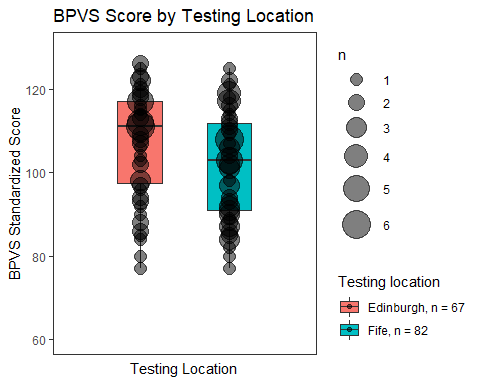 BPVS Score by Testing Location
n
120
100
80
60
BPVS Standardized Score
Testing Location
1
2
3
4
5
6
Testing location
Edinburgh, n = 67
Fife, n = 82